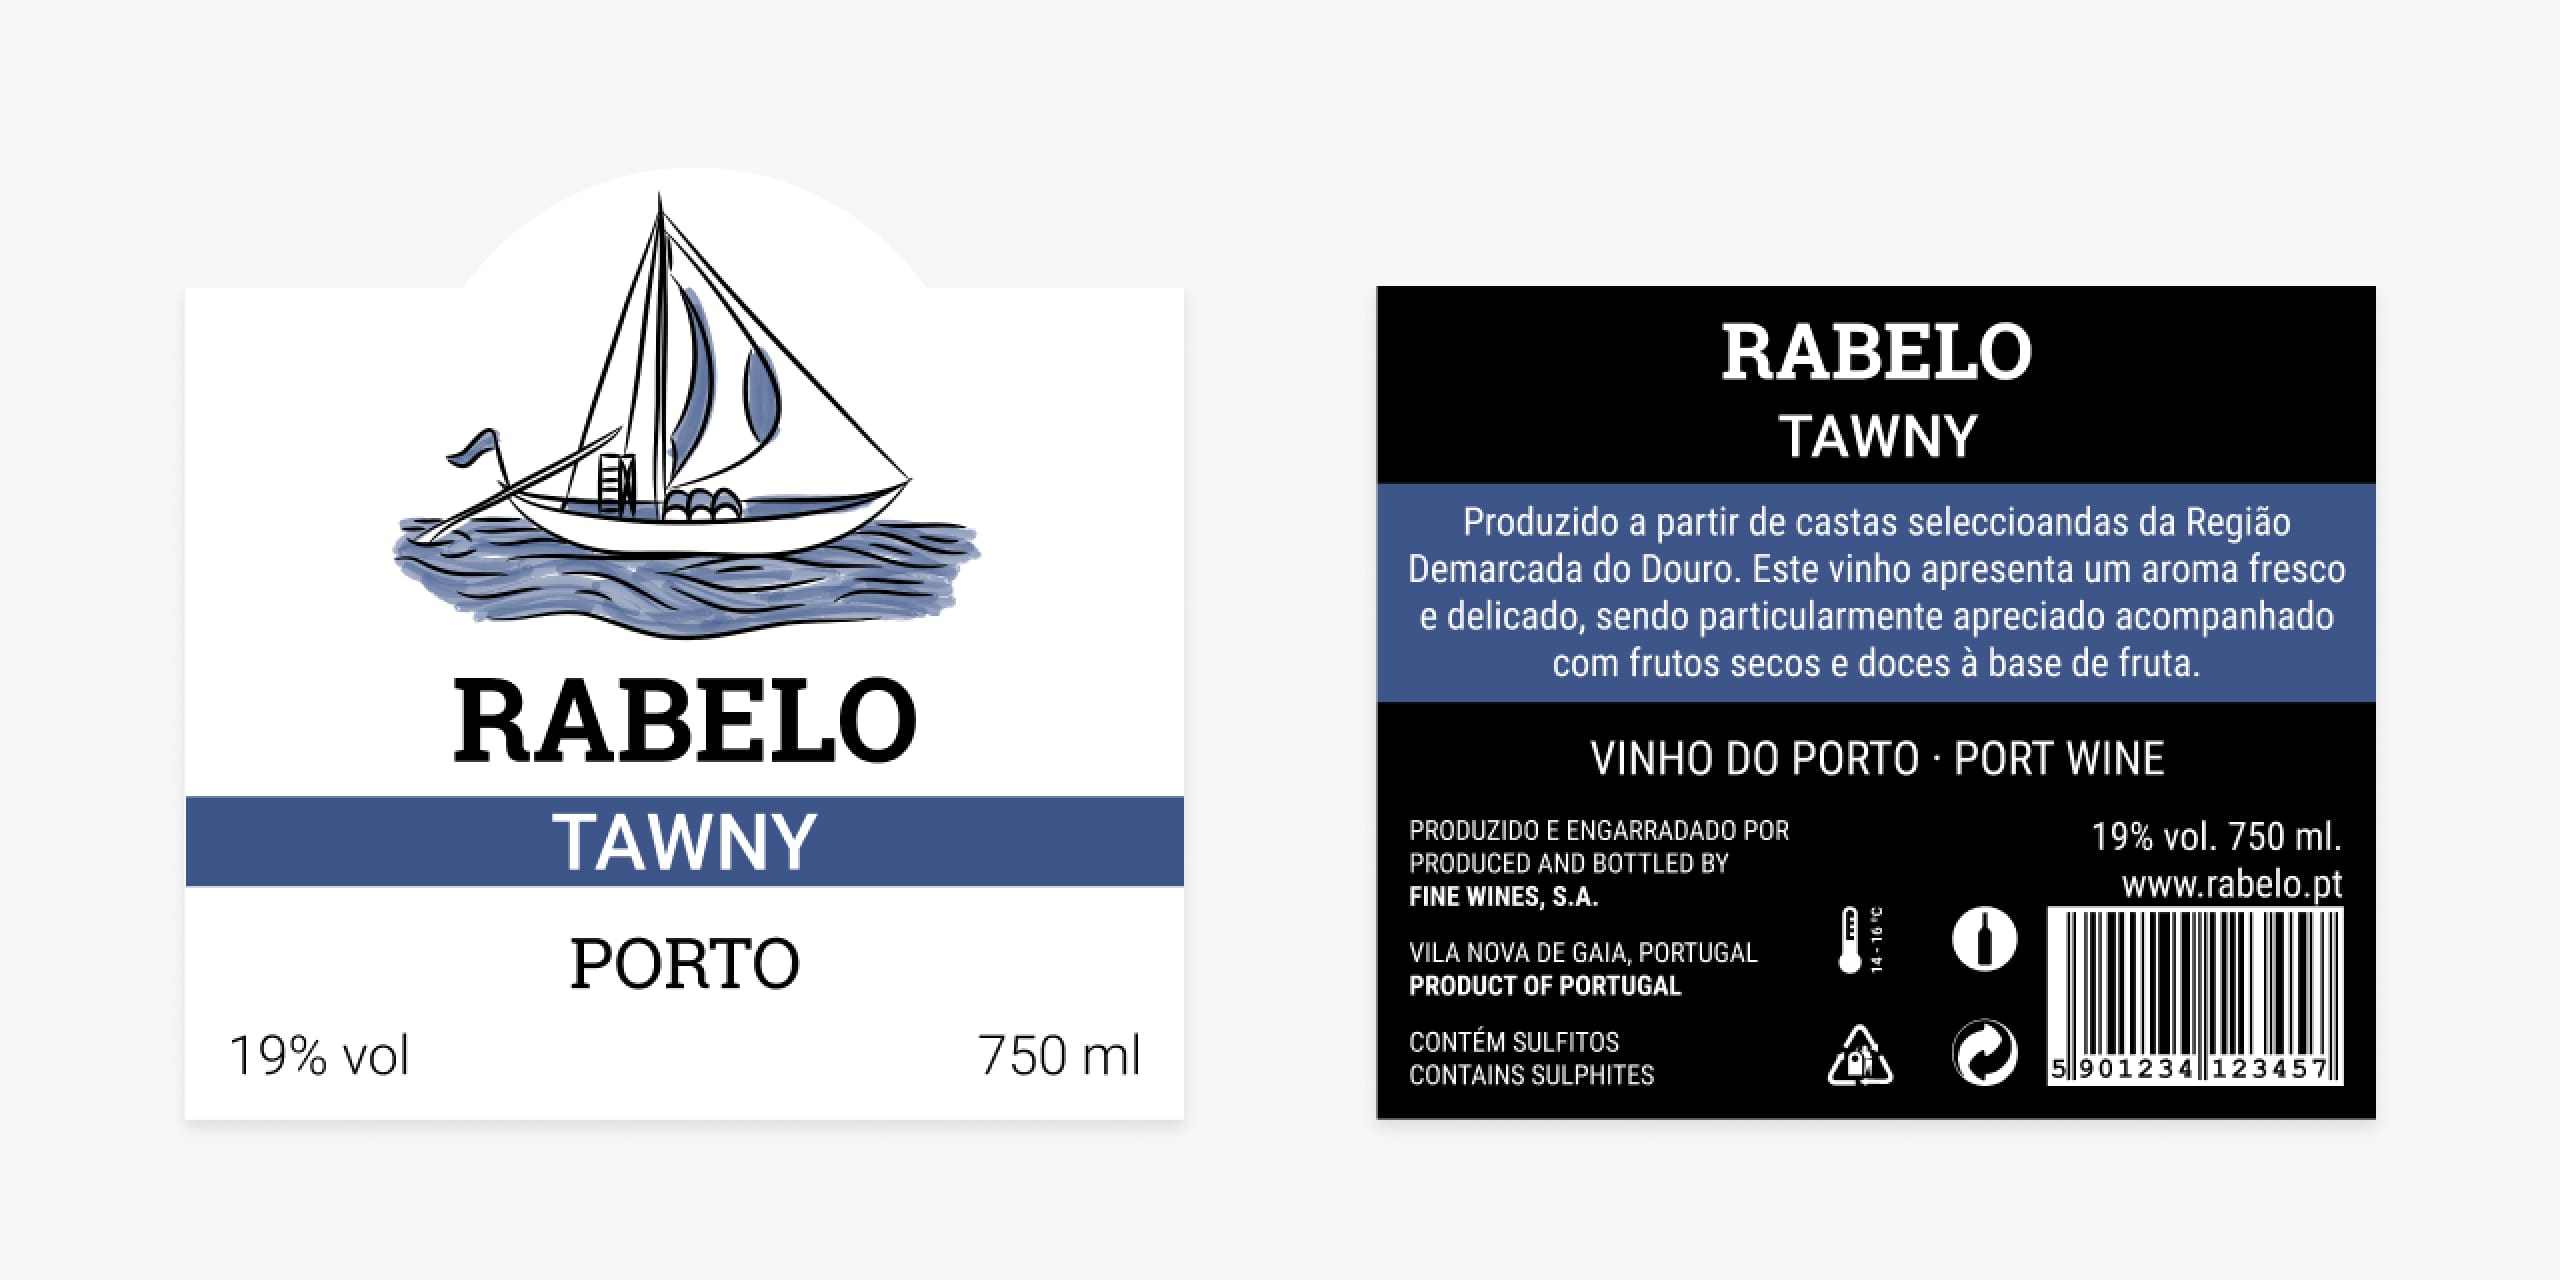 RABELO
TAWNY
PORTO
19% vol
750 ml
RABELO
TAWNY
Produzido a partir de castas seleccioandas da Região
Demarcada do Douro. Este vinho apresenta um aroma fresco
e delicado, sendo particularmente apreciado acompanhado
com frutos secos e doces à base de fruta.
VINHO DO PORTO · PORT WINE
PRODUZIDO E ENGARRADADO POR
PRODUCED AND BOTTLED BY
FINE WINES, S.A.
VILA NOVA DE GAIA, PORTUGAL
PRODUCT OF PORTUGAL
CONTÉM SULFITOS
CONTAINS SULPHITES
14 - 16 ºC
19% vol. 750 ml.
www.rabelo.pt
5 901234 123457